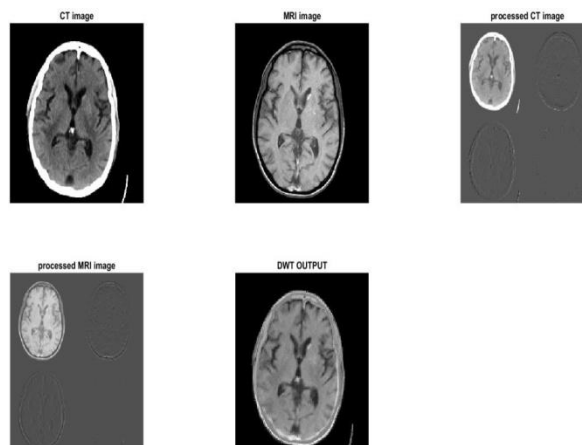 CT image
MRI image
processed CT image
processed MRI image
DWT OUTPUT